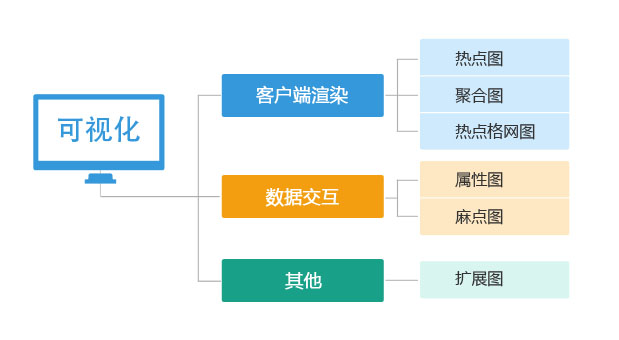 可视化
客户端渲染
热点图
聚合图
热点格网图
数据交互
属性图
麻点图
其他
扩展图